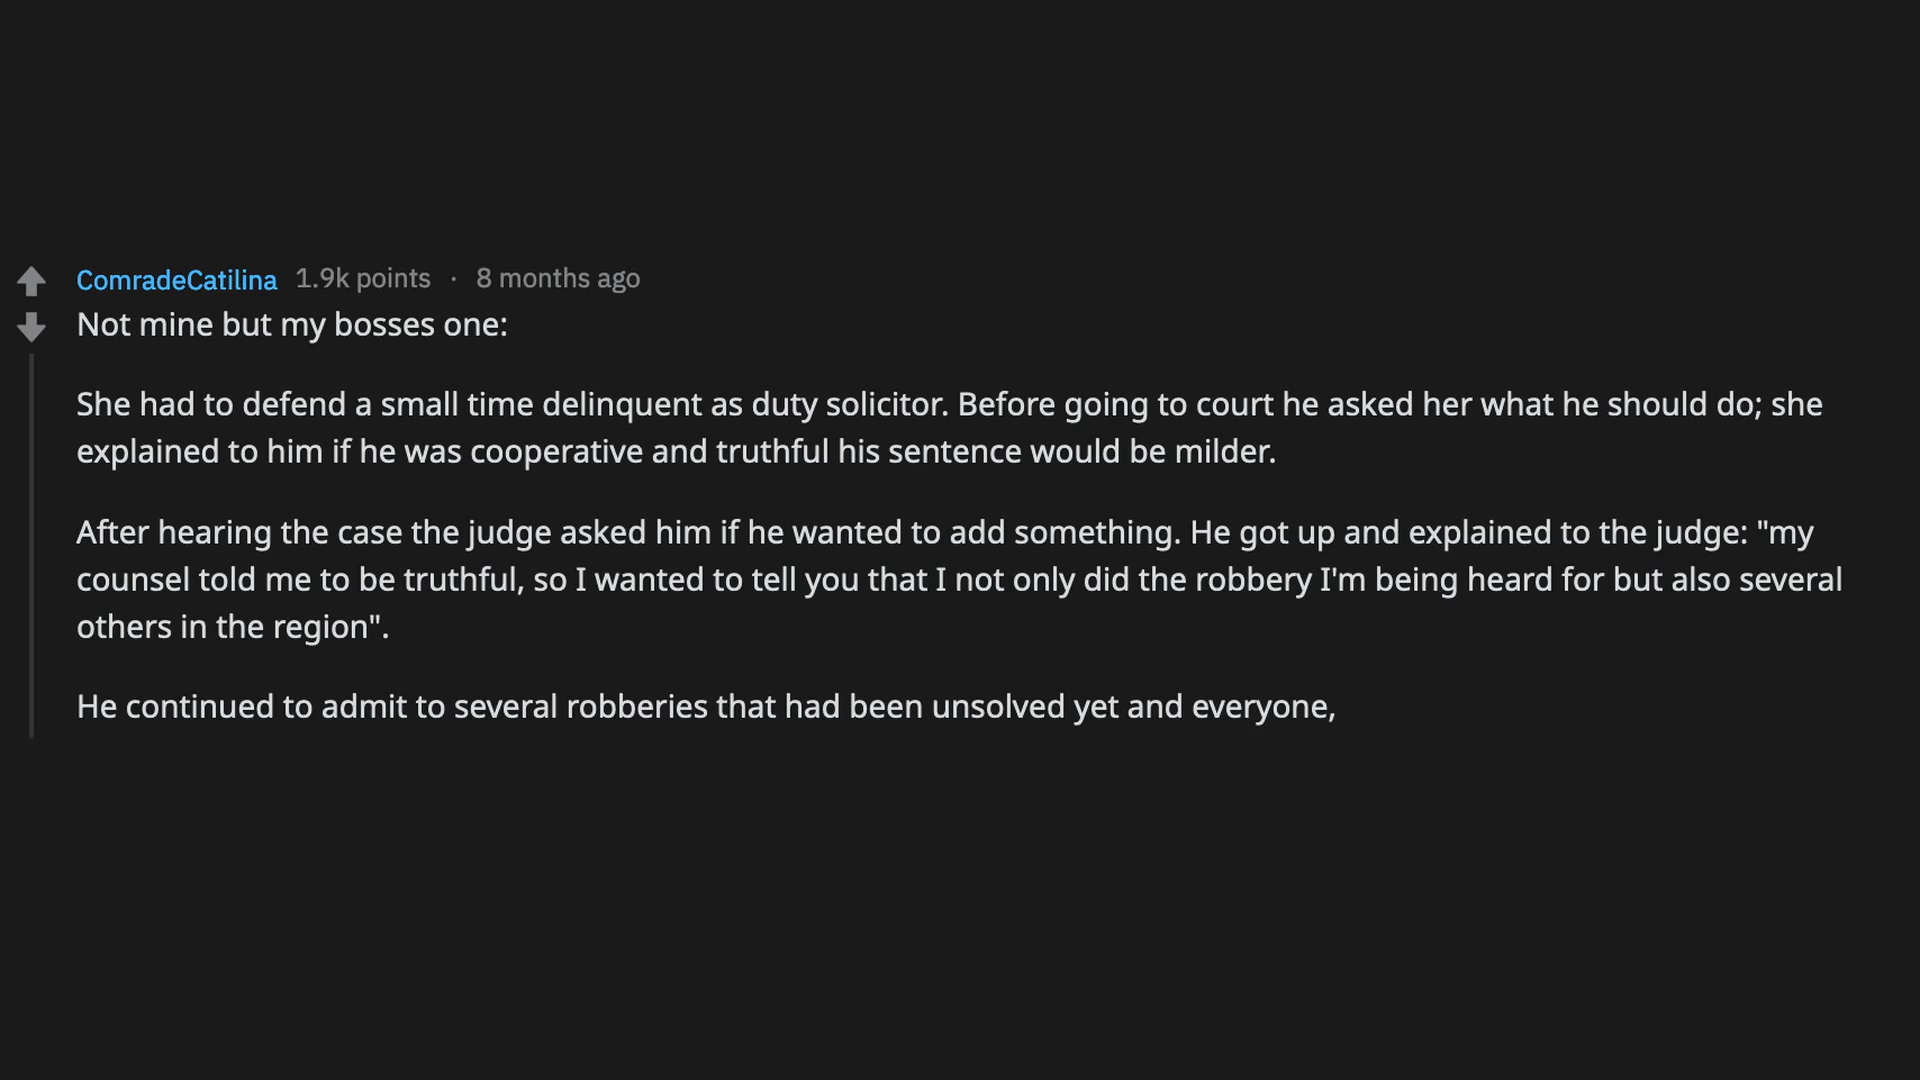 ComradeCatilina 1.9k points · 8 months ago
Not mine but my bosses one:
She had to defend a small time delinquent as duty solicitor. Before going to court he asked her what he should do; she
explained to him if he was cooperative and truthful his sentence would be milder.
After hearing the case the judge asked him if he wanted to add something. He got up and explained to the judge: "my
counsel told me to be truthful, so I wanted to tell you that I not only did the robbery I'm being heard for but also several
others in the region".
He continued to admit to several robberies that had been unsolved yet and everyone,